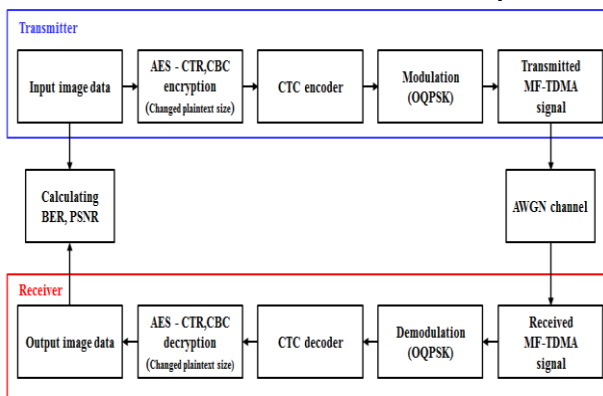 Transmitter
Input image data
AES - CTR,CBC
encryption
(Changed plaintext size)
CTC encoder
Modulation
(OQPSK)
Transmitted
MF-TDMA
signal
Calculating
BER, PSNR
AWGN channel
Receiver
Output image data
AES - CTR,CBC
decryption
(Changed plaintext size)
CTC decoder
Demodulation
(OQPSK)
Received
MF-TDMA
signal